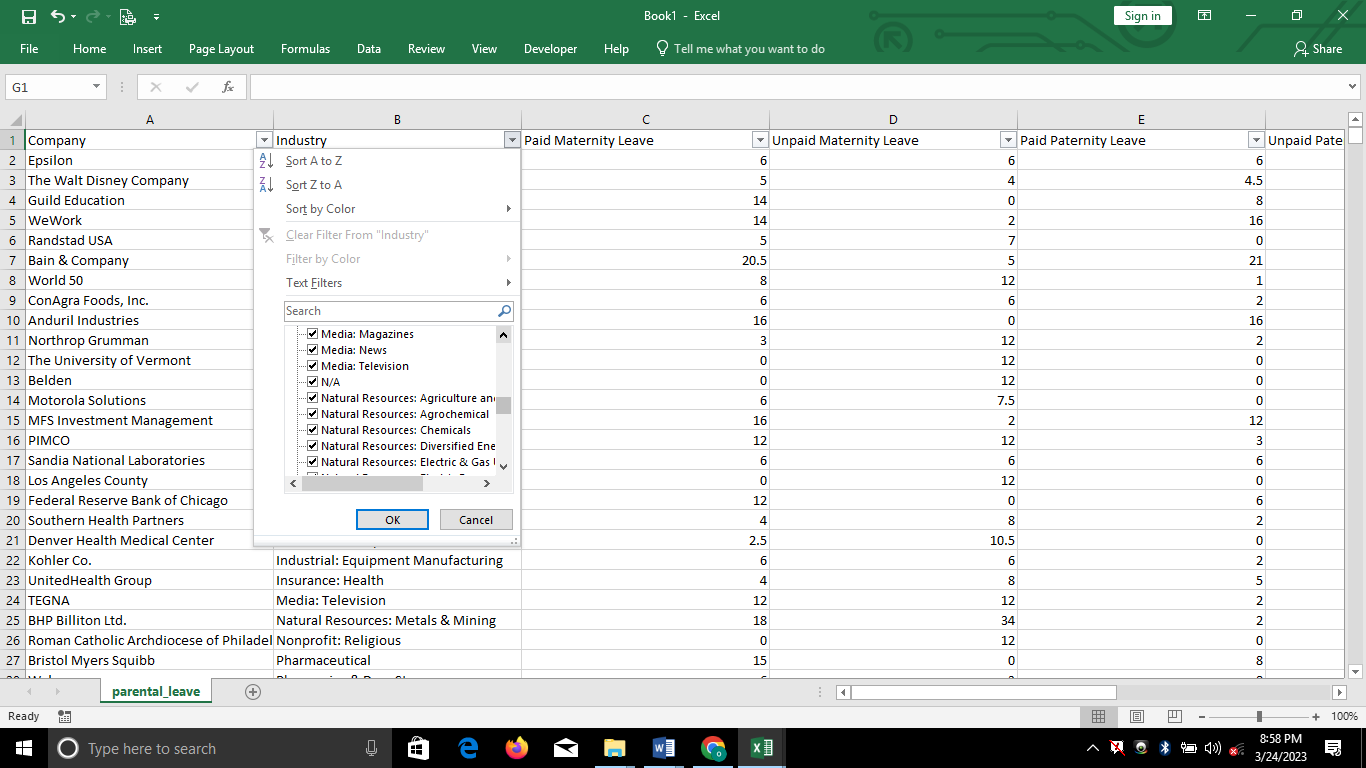 Book1 - Excel
Sign in
File Home Insert Page Layout Formulas Data Review View Developer Help Tell me what you want to do Share
G1 fx
A B C D E
1 Company Industry Paid Maternity Leave Unpaid Maternity Leave Paid Paternity Leave Unpaid Pate
2 Epsilon 6 6 6
3 The Walt Disney Company 5 4 4.5
4 Guild Education 14 0 8
5 WeWork 14 2 16
6 Randstad USA 5 7 0
7 Bain & Company 20.5 5 21
8 World 50 8 12 1
9 ConAgra Foods, Inc. 6 6 2
10 Anduril Industries 16 0 16
11 Northrop Grumman 3 12 2
12 The University of Vermont 0 12 0
13 Belden 0 12 0
14 Motorola Solutions 6 7.5 0
15 MFS Investment Management 16 2 12
16 PIMCO 12 12 3
17 Sandia National Laboratories 6 6 6
18 Los Angeles County 0 12 0
19 Federal Reserve Bank of Chicago 12 0 6
20 Southern Health Partners 4 8 2
21 Denver Health Medical Center 2.5 10.5 0
22 Kohler Co. Industrial: Equipment Manufacturing 6 6 2
23 UnitedHealth Group Insurance: Health 4 8 5
24 TEGNA Media: Television 12 12 2
25 BHP Billiton Ltd. Natural Resources: Metals & Mining 18 34 2
26 Roman Catholic Archdiocese of Philadel Nonprofit: Religious 0 12 0
27 Bristol Myers Squibb Pharmaceutical 15 0 8
Sort A to Z
Sort Z to A
Sort by Color
Clear Filter From "Industry"
Filter by Color
Text Filters
Search
Media: Magazines
Media: News
Media: Television
N/A
Natural Resources: Agriculture an
Natural Resources: Agrochemical
Natural Resources: Chemicals
Natural Resources: Diversified Ene
Natural Resources: Electric & Gas
OK Cancel
parental_leave
Ready 100%
Type here to search
8:58 PM
3/24/2023